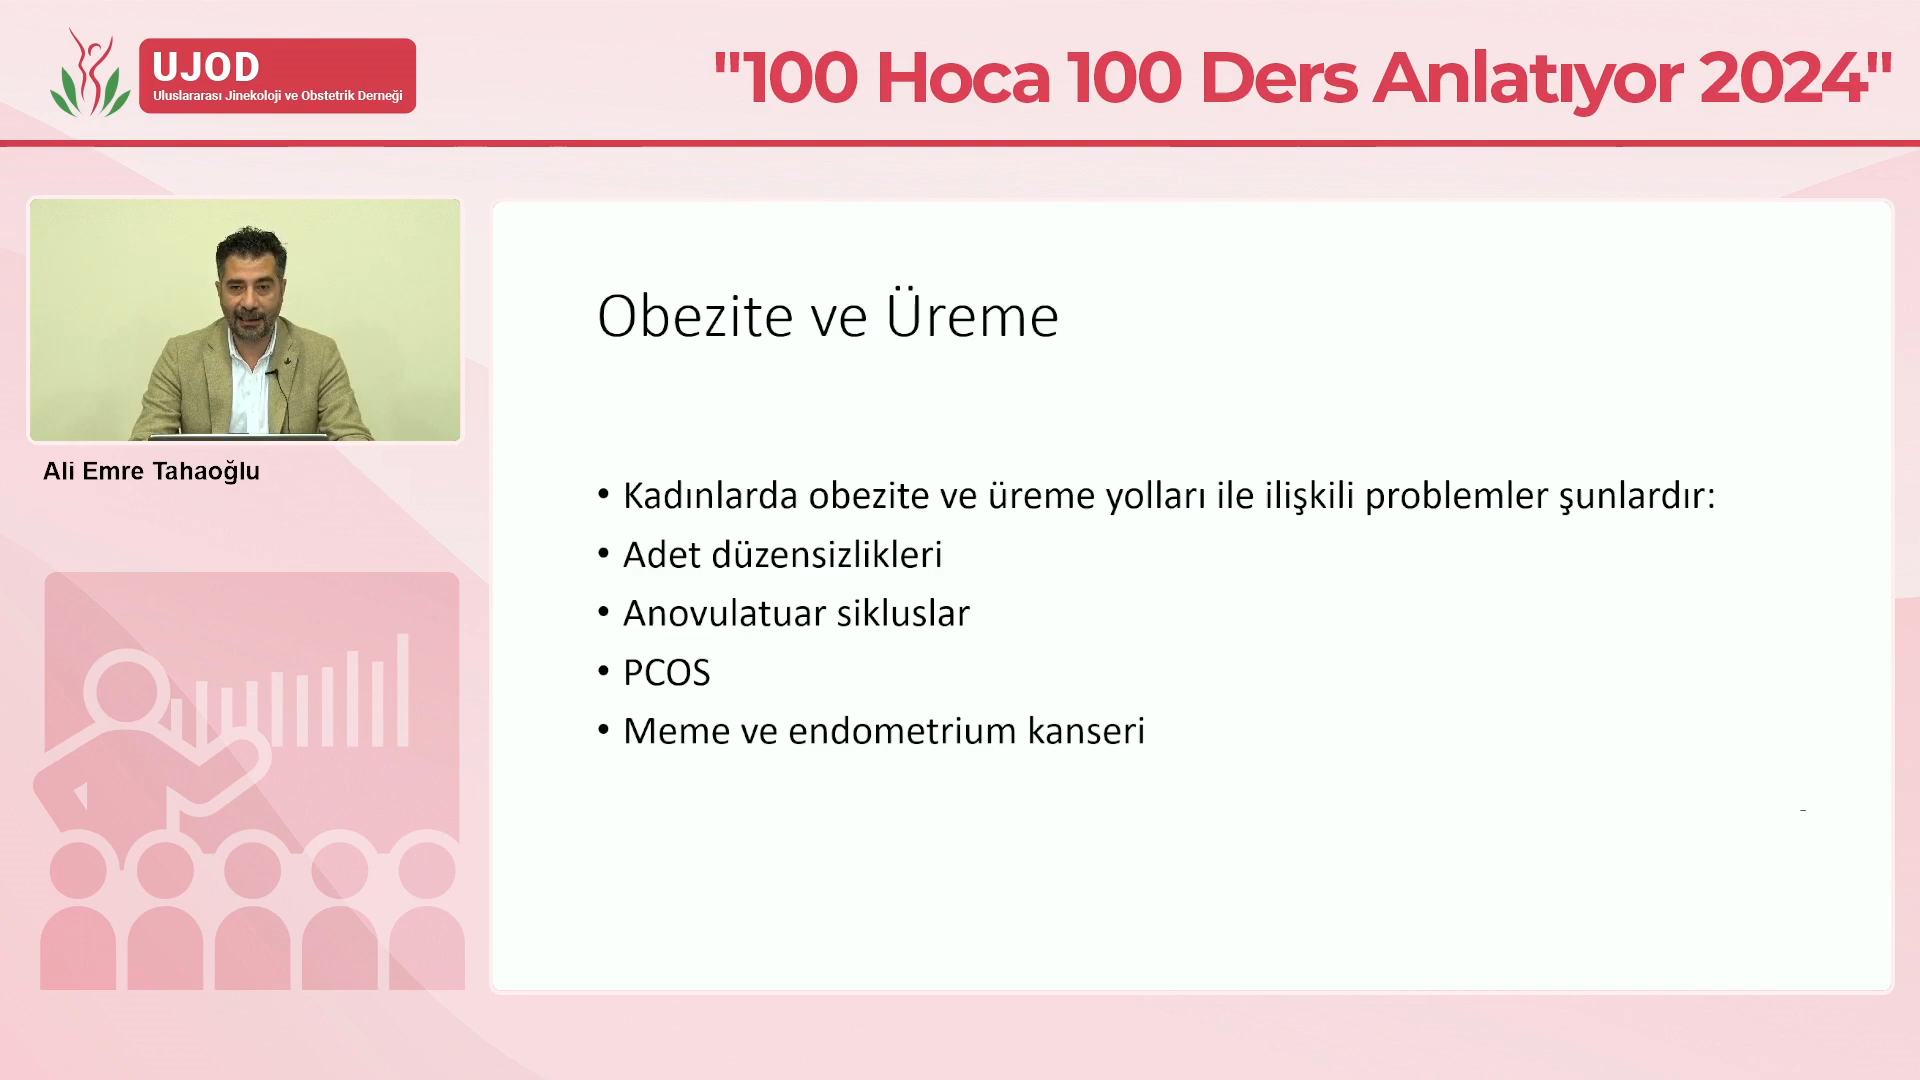 UJOD
Uluslararası Jinekoloji ve Obstetrik Derneği
"100 Hoca 100 Ders Anlatıyor 2024"
Ali Emre Tahaoğlu
Obezite ve Üreme
• Kadınlarda obezite ve üreme yolları ile ilişkili problemler şunlardır:
• Adet düzensizlikleri
• Anovulatuar sikluslar
• PCOS
• Meme ve endometrium kanseri